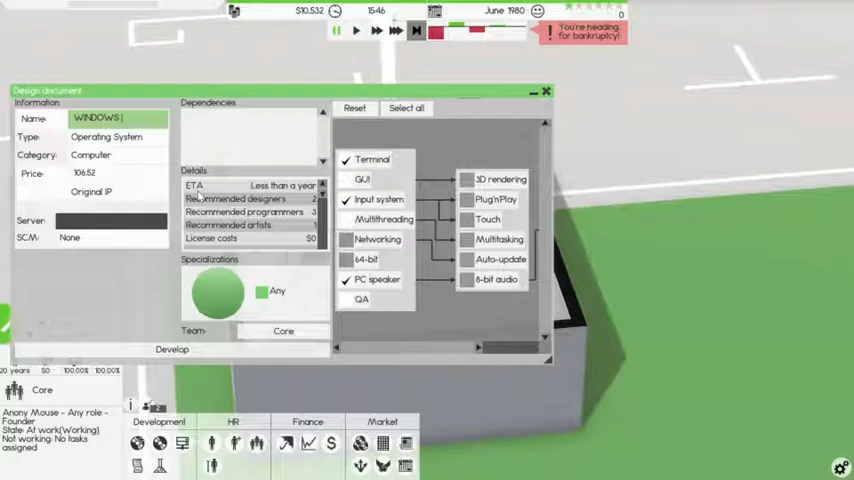 $10,532
15:46
June 1980
0
You're heading
for bankruptcy!
Design document
Information
Name: WINDOWS
Type: Operating System
Category: Computer
Price: 106.52
Original IP
Server:
SCM: None
Dependencies
Details
ETA Less than a year
Recommended designers 2
Recommended programmers 3
Recommended artists 1
License costs $0
Specializations
Any
Team: Core
Develop
Reset
Select all
Terminal
GUI
Input system
Multithreading
Networking
64-bit
PC speaker
QA
3D rendering
Plug'n'Play
Touch
Multitasking
Auto-update
8-bit audio
20 years $0 100.00% 100.00%
Core
Anony Mouse - Any role -
Founder
State: At work(Working)
Not working: No tasks
assigned
2
Development
HR
Finance
Market